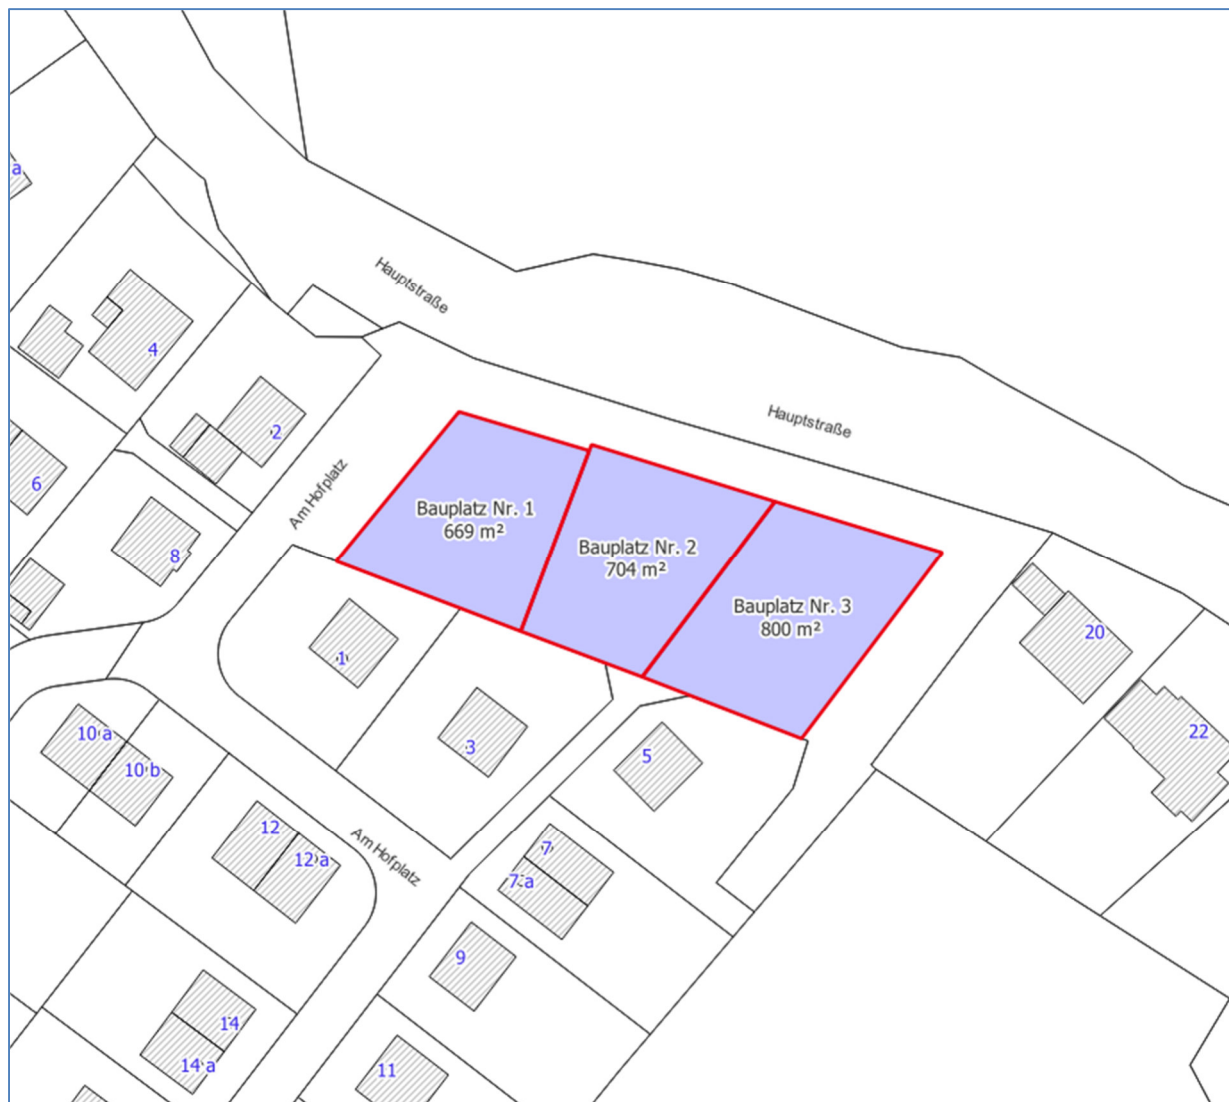 a
Hauptstraße
4
2
Hauptstraße
6
Am Hofplatz
Bauplatz Nr. 1
669 m²
Bauplatz Nr. 2
704 m²
8
Bauplatz Nr. 3
800 m²
20
1
3
5
22
10 a
10 b
12
12 a
Am Hofplatz
7
7 a
9
14
14 a
11